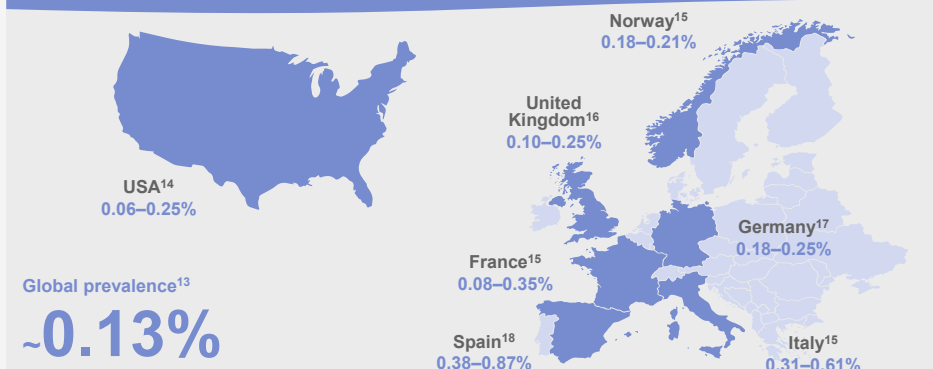 Norway¹⁵
0.18–0.21%
United
Kingdom¹⁶
0.10–0.25%
USA¹⁴
0.06–0.25%
Germany¹⁷
0.18–0.25%
France¹⁵
0.08–0.35%
Global prevalence¹³
~0.13%
Spain¹⁸
0.38–0.87%
Italy¹⁵
0.31–0.61%